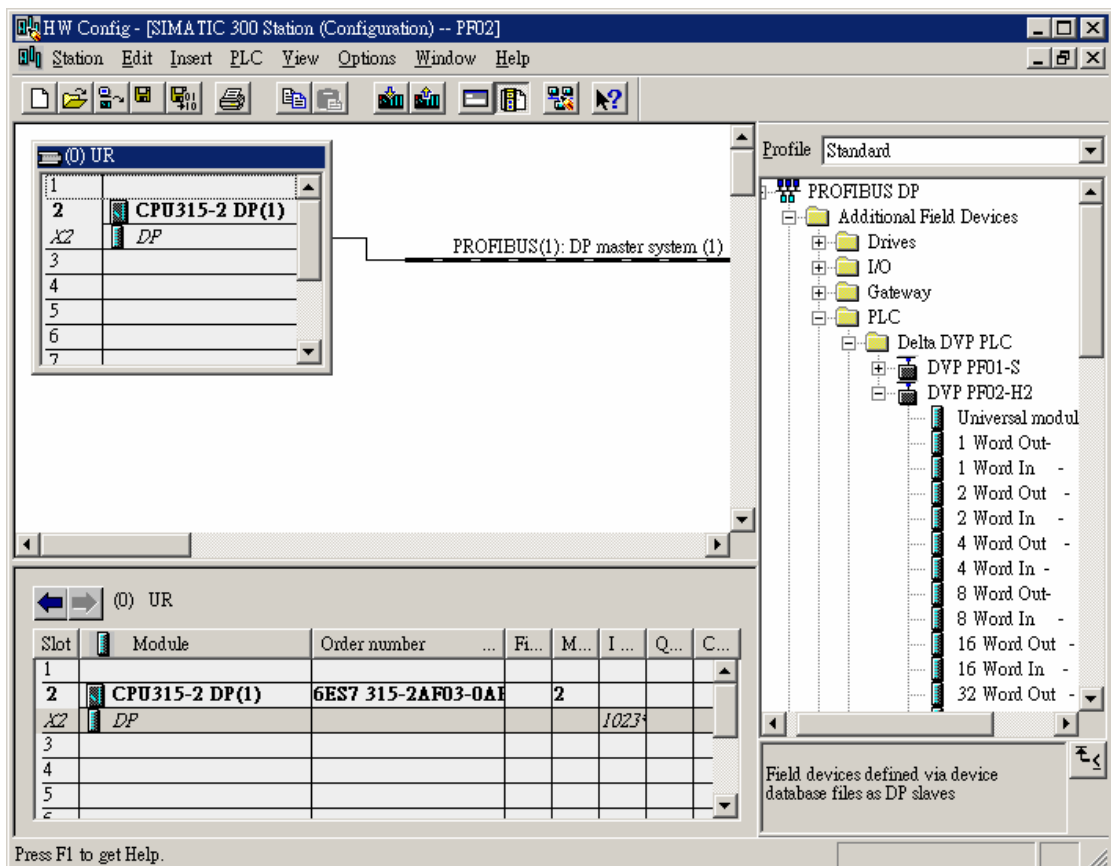 HW Config - [SIMATIC 300 Station (Configuration) -- PF02]
Station Edit Insert PLC View Options Window Help
(0) UR
1
2 CPU315-2 DP(1)
X2 DP
3
4
5
6
7
PROFIBUS(1): DP master system (1)
Profile Standard
PROFIBUS DP
Additional Field Devices
Drives
I/O
Gateway
PLC
Delta DVP PLC
DVP PF01-S
DVP PF02-H2
Universal modul
1 Word Out-
1 Word In -
2 Word Out -
2 Word In -
4 Word Out -
4 Word In -
8 Word Out-
8 Word In -
16 Word Out -
16 Word In -
32 Word Out -
(0) UR
Slot Module Order number ... Fi... M... I ... Q... C...
1
2 CPU315-2 DP(1) 6ES7 315-2AF03-0AB 2
X2 DP 1023*
3
4
5
Field devices defined via device
database files as DP slaves
Press F1 to get Help.